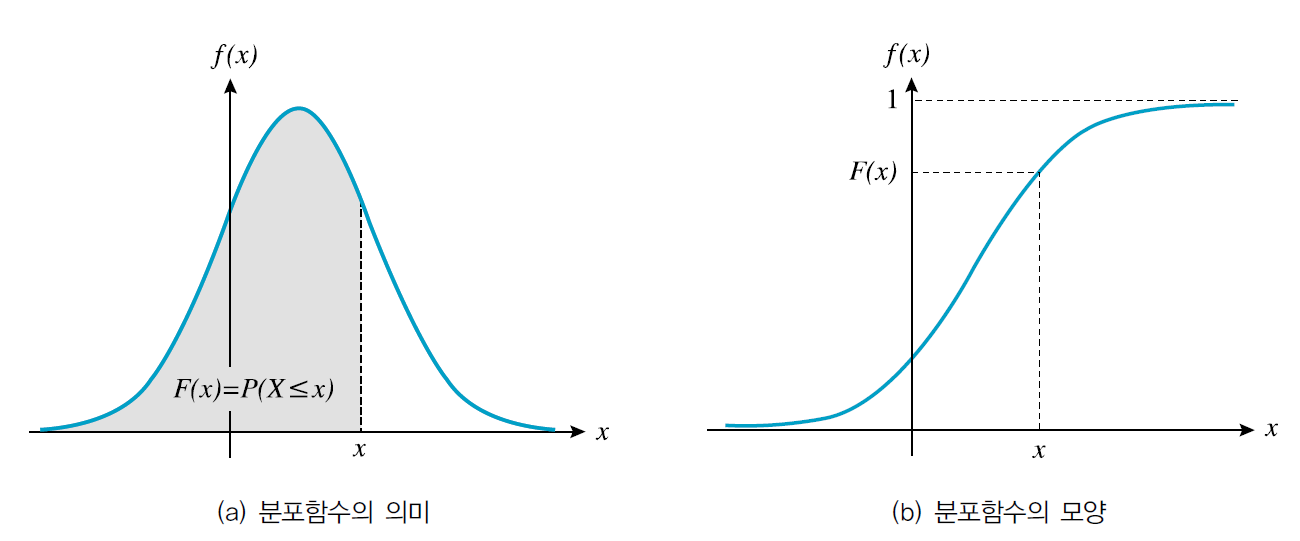 f(x)
F(x)=P(X≤x)
x
x
(a) 분포함수의 의미
f(x)
1
F(x)
x
x
(b) 분포함수의 모양